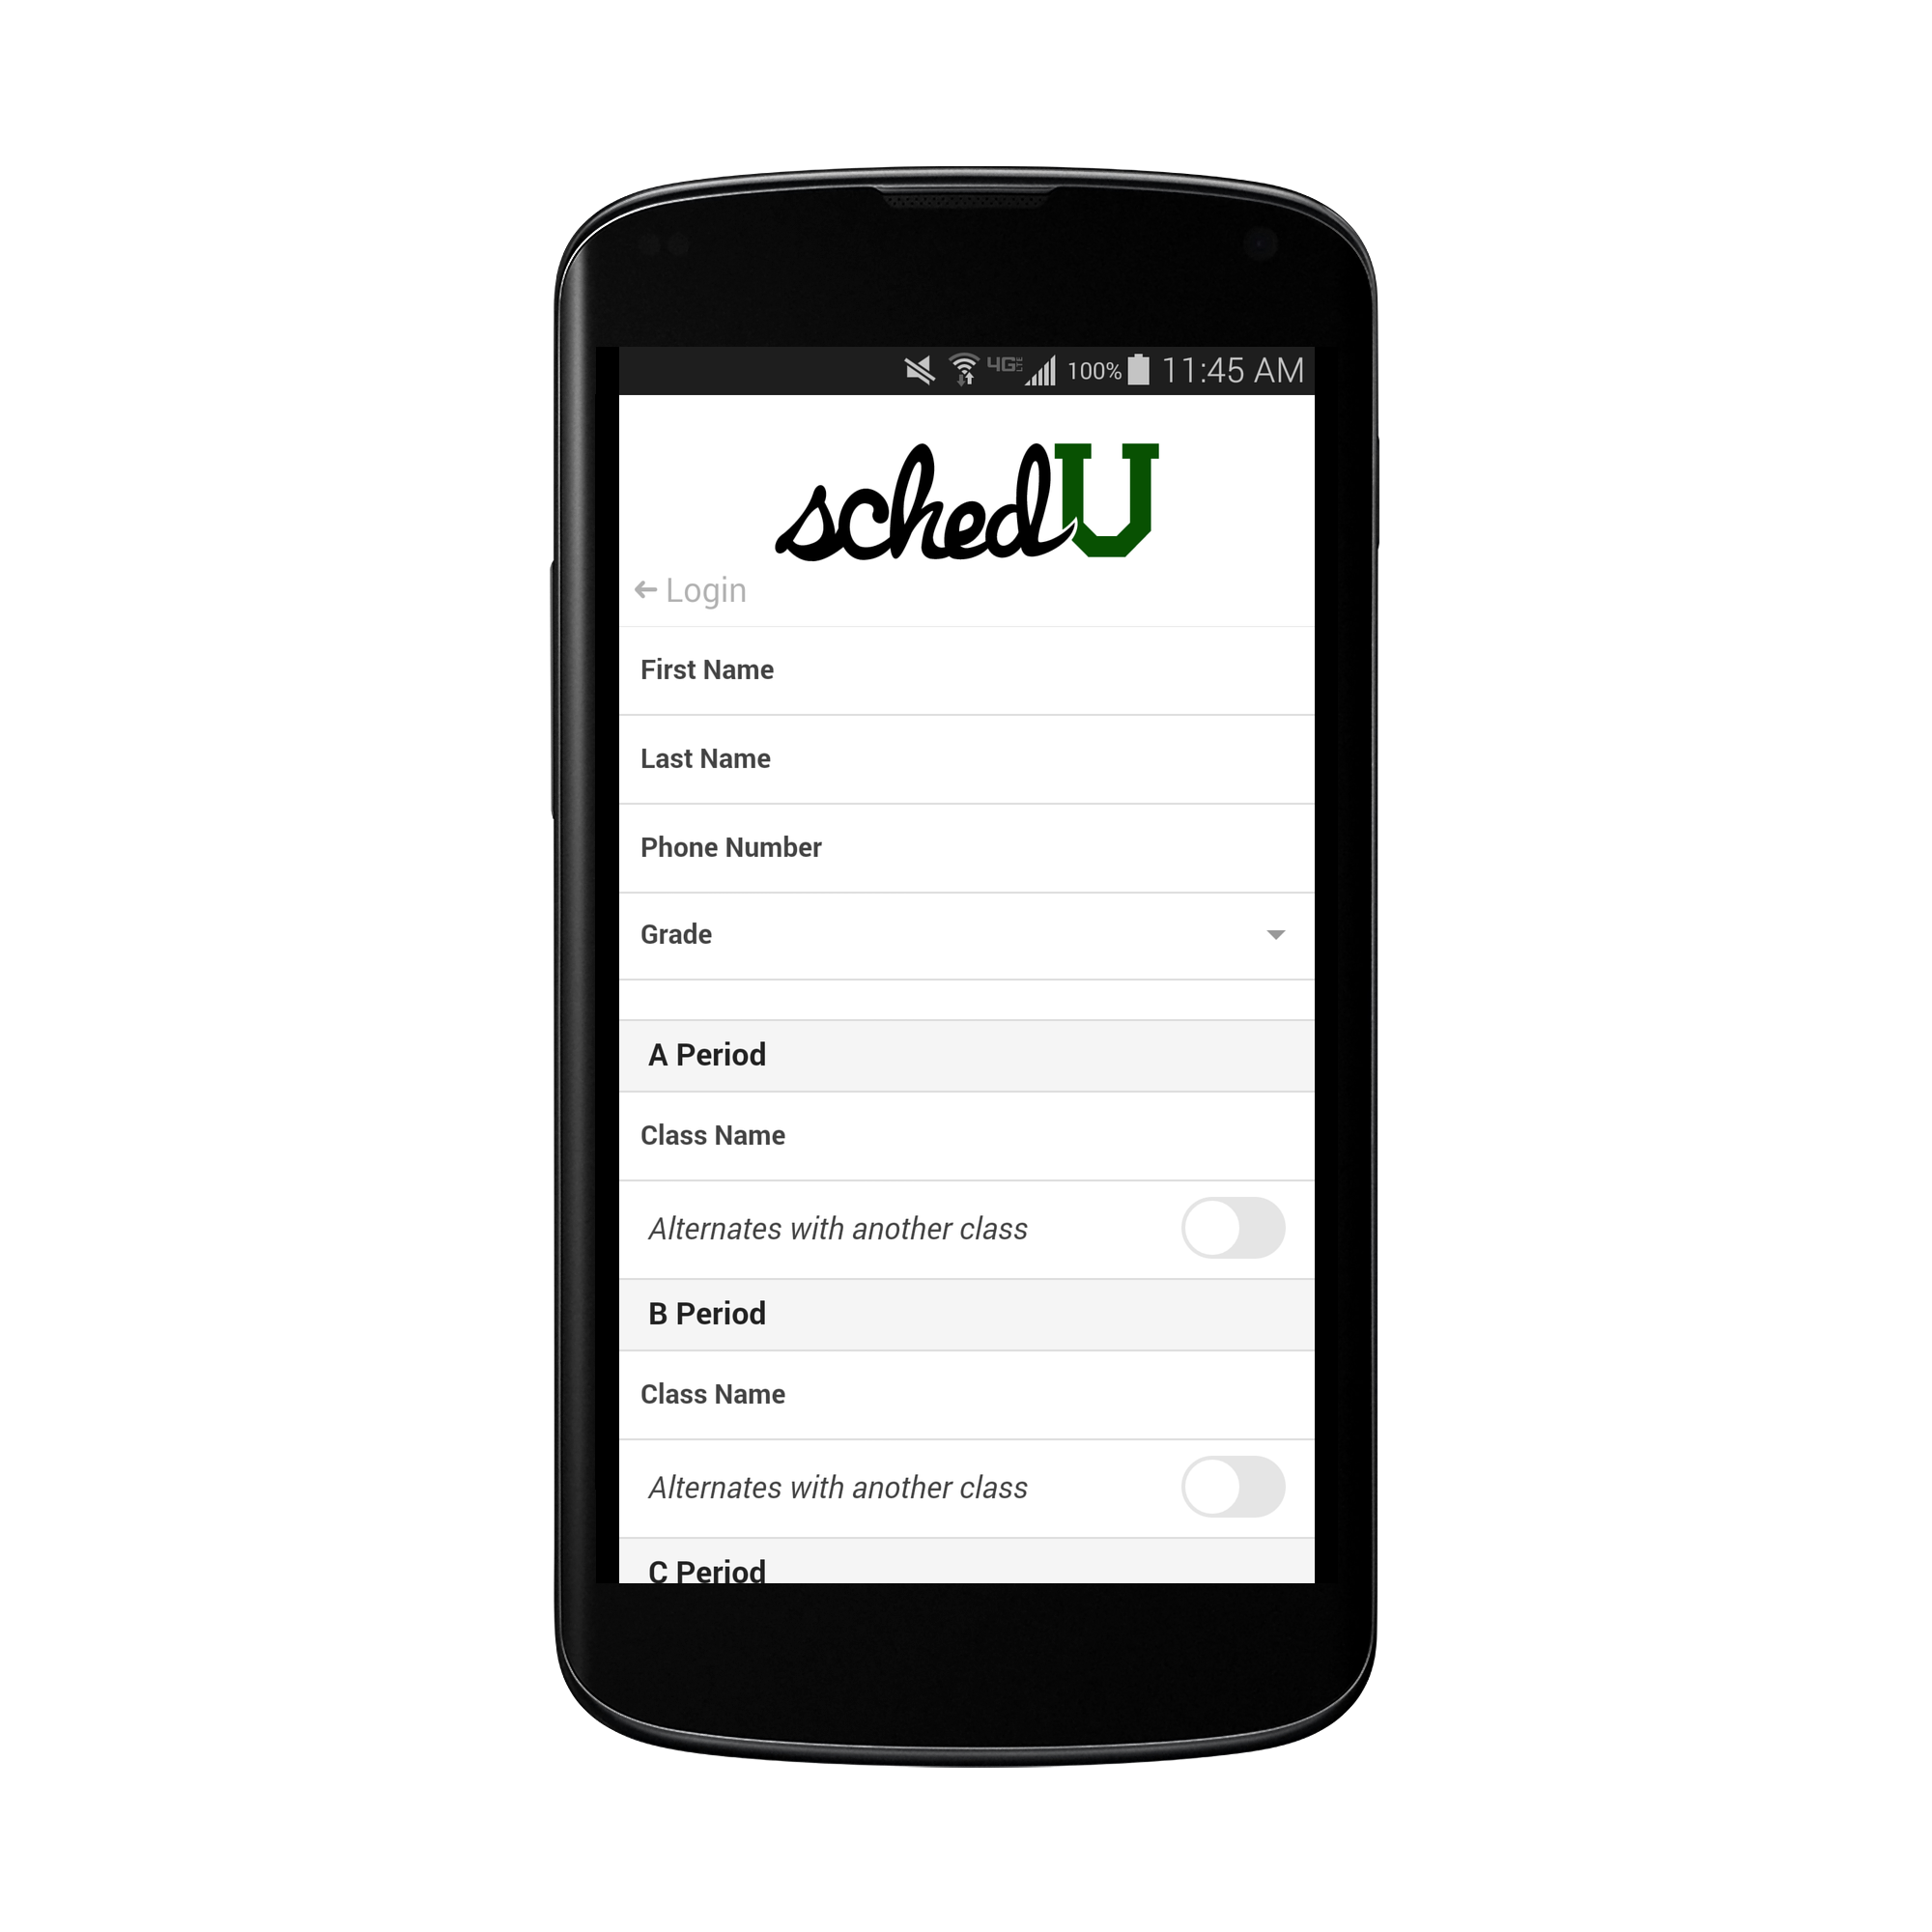 4G LTE 100% 11:45 AM
schedU
Login
First Name
Last Name
Phone Number
Grade
A Period
Class Name
Alternates with another class
B Period
Class Name
Alternates with another class
C Period